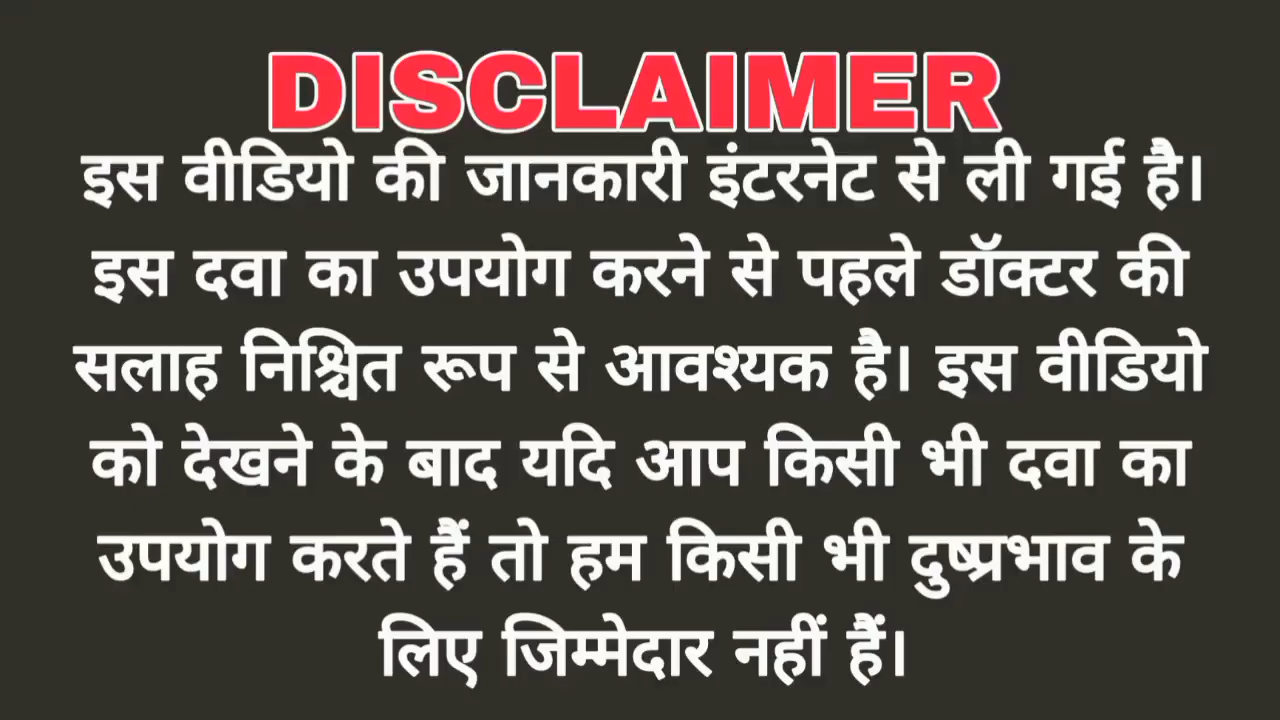 DISCLAIMER
इस वीडियो की जानकारी इंटरनेट से ली गई है।
इस दवा का उपयोग करने से पहले डॉक्टर की
सलाह निश्चित रूप से आवश्यक है। इस वीडियो
को देखने के बाद यदि आप किसी भी दवा का
उपयोग करते हैं तो हम किसी भी दुष्प्रभाव के
लिए जिम्मेदार नहीं हैं।